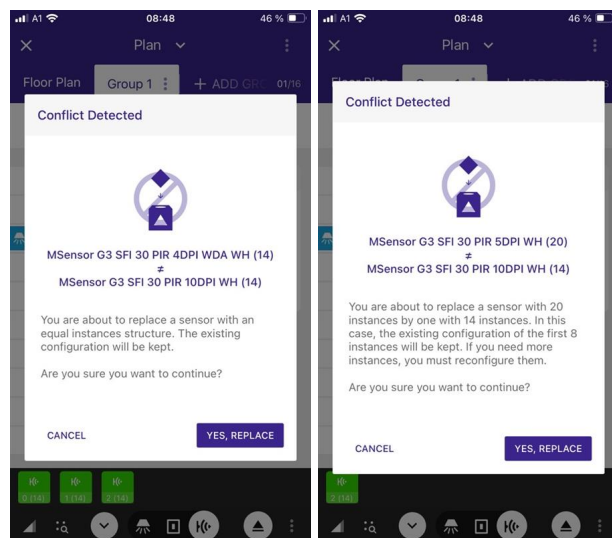 A1 08:48 46 %
Plan
Floor Plan Group 1 + ADD GR 01/16
Conflict Detected
MSensor G3 SFI 30 PIR 4DPI WDA WH (14)
≠
MSensor G3 SFI 30 PIR 10DPI WH (14)
You are about to replace a sensor with an
equal instances structure. The existing
configuration will be kept.
Are you sure you want to continue?
CANCEL YES, REPLACE
0 (14) 1 (14) 2 (14)
A1 08:48 46 %
Plan
Conflict Detected
MSensor G3 SFI 30 PIR 5DPI WH (20)
≠
MSensor G3 SFI 30 PIR 10DPI WH (14)
You are about to replace a sensor with 20
instances by one with 14 instances. In this
case, the existing configuration of the first 8
instances will be kept. If you need more
instances, you must reconfigure them.
Are you sure you want to continue?
CANCEL YES, REPLACE
2 (14)